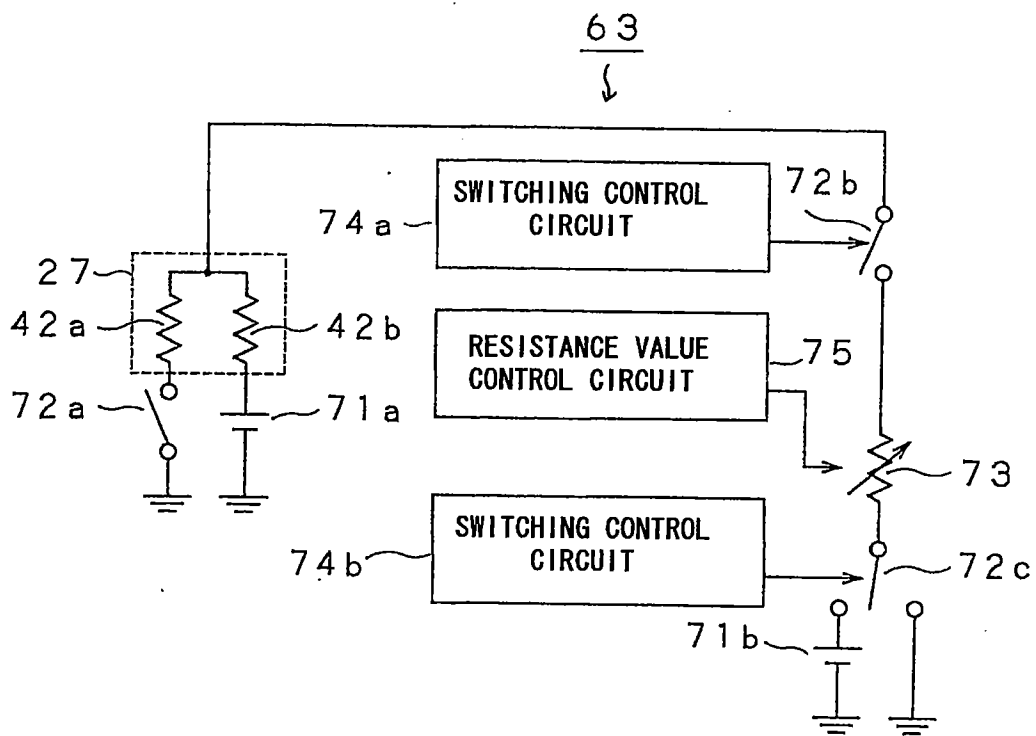 63
SWITCHING CONTROL
CIRCUIT
74a
72b
27
42a
42b
RESISTANCE VALUE
CONTROL CIRCUIT
75
72a
71a
73
SWITCHING CONTROL
CIRCUIT
74b
72c
71b